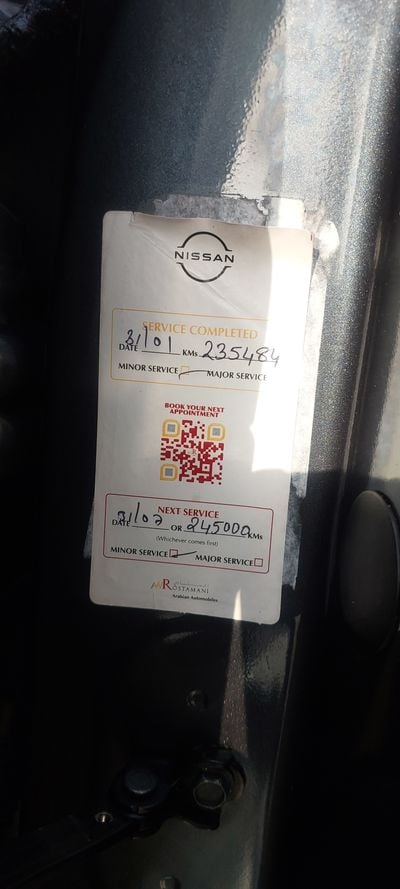 NISSAN
SERVICE COMPLETED
DATE 31/01 KMs 235484
MINOR SERVICE MAJOR SERVICE
BOOK YOUR NEXT
APPOINTMENT
NEXT SERVICE
DATE 31/07 OR 245000 KMs
(Whichever comes first)
MINOR SERVICE MAJOR SERVICE
ROSTAMANI
Arabian Automobiles